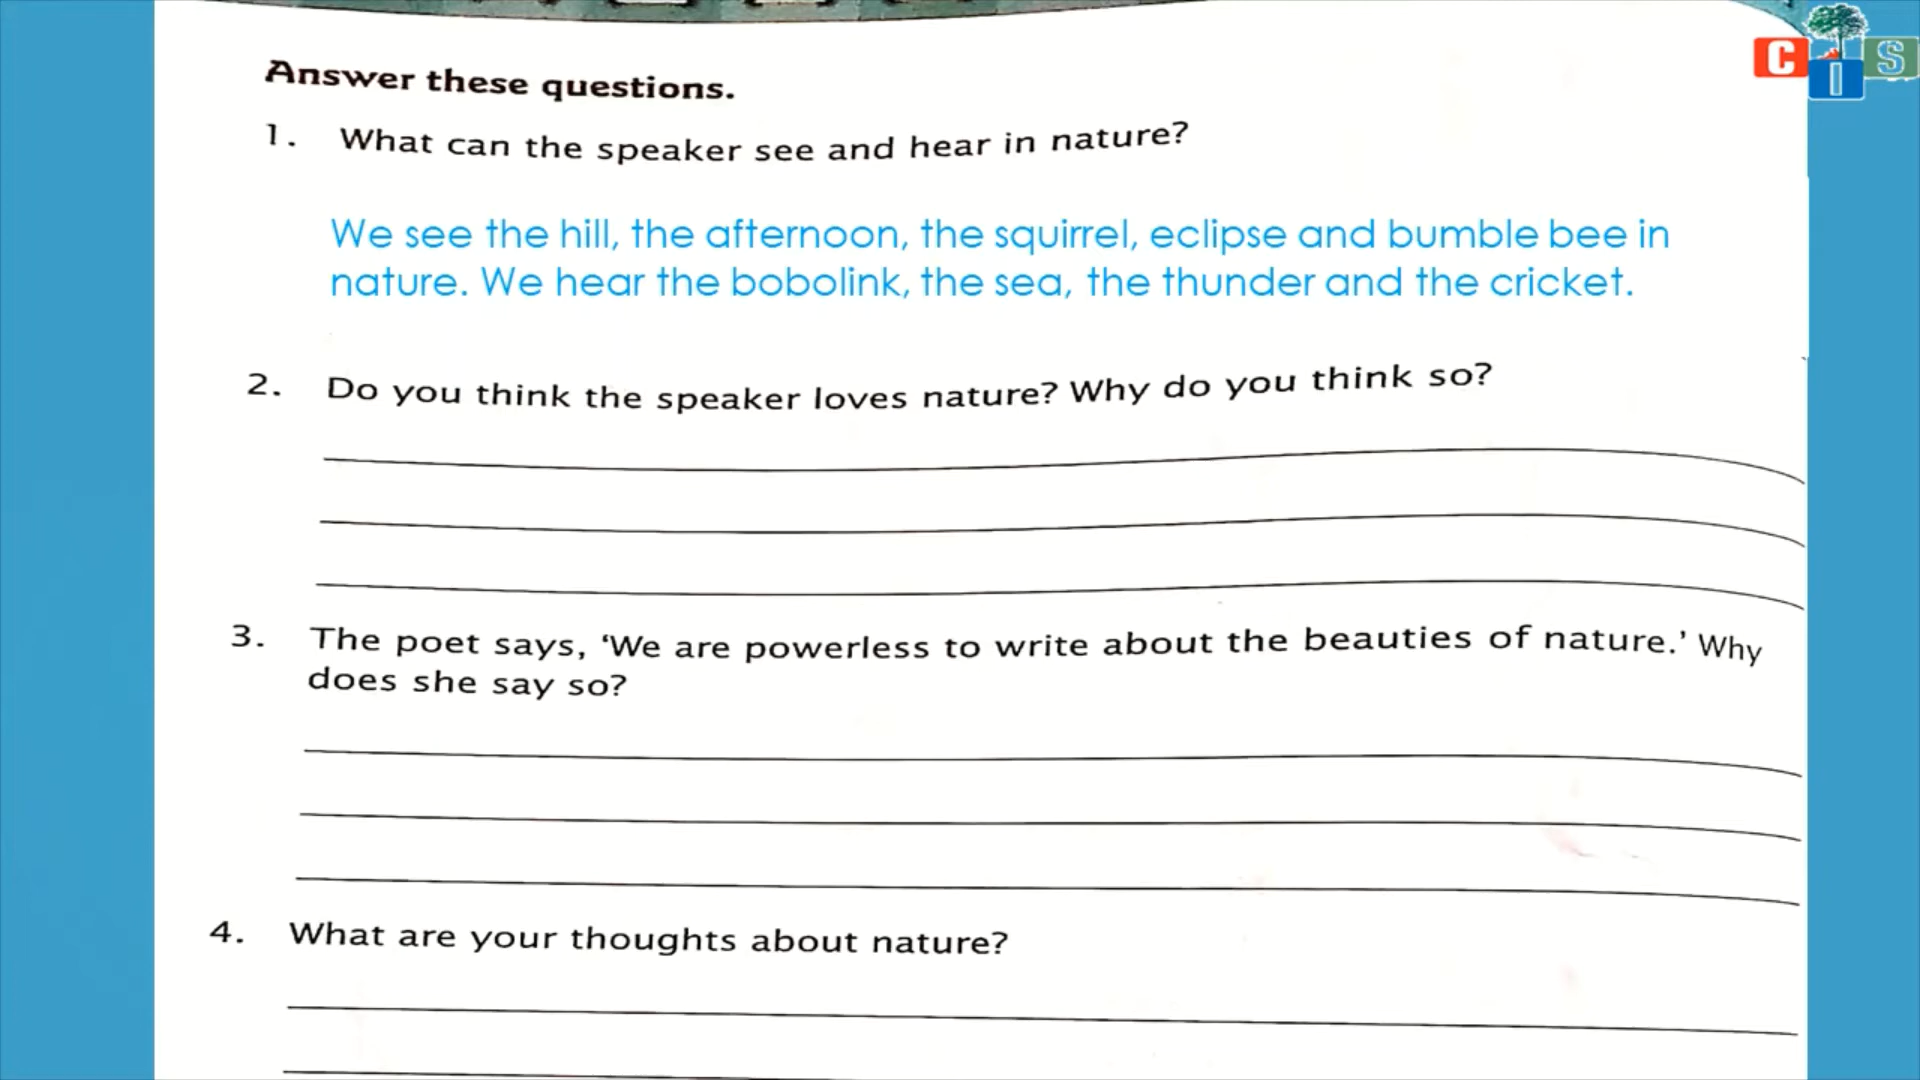 C I S
Answer these questions.
1. What can the speaker see and hear in nature?
We see the hill, the afternoon, the squirrel, eclipse and bumble bee in
nature. We hear the bobolink, the sea, the thunder and the cricket.
2. Do you think the speaker loves nature? Why do you think so?
3. The poet says, ‘We are powerless to write about the beauties of nature.’ Why
does she say so?
4. What are your thoughts about nature?